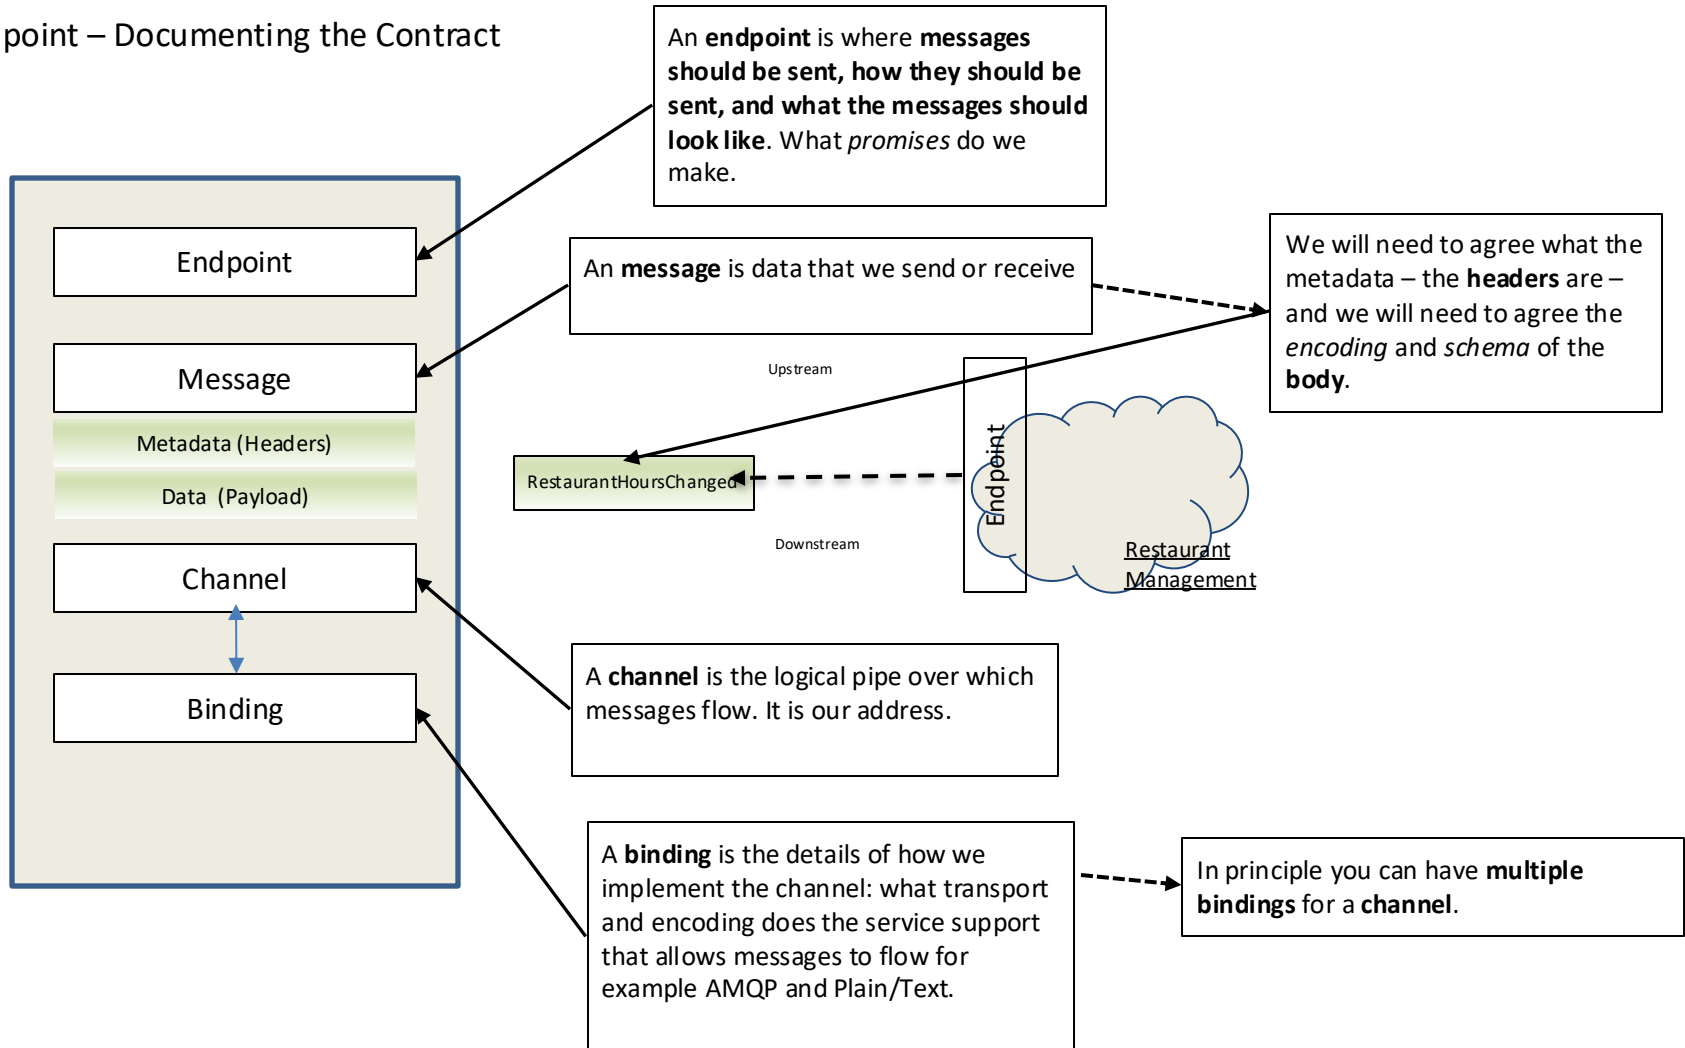 point – Documenting the Contract
An endpoint is where messages
should be sent, how they should be
sent, and what the messages should
look like. What promises do we
make.
Endpoint
An message is data that we send or receive
We will need to agree what the
metadata – the headers are –
and we will need to agree the
encoding and schema of the
body.
Message
Metadata (Headers)
Data (Payload)
Upstream
RestaurantHoursChanged
Downstream
Endpoint
Restaurant
Management
Channel
A channel is the logical pipe over which
messages flow. It is our address.
Binding
A binding is the details of how we
implement the channel: what transport
and encoding does the service support
that allows messages to flow for
example AMQP and Plain/Text.
In principle you can have multiple
bindings for a channel.